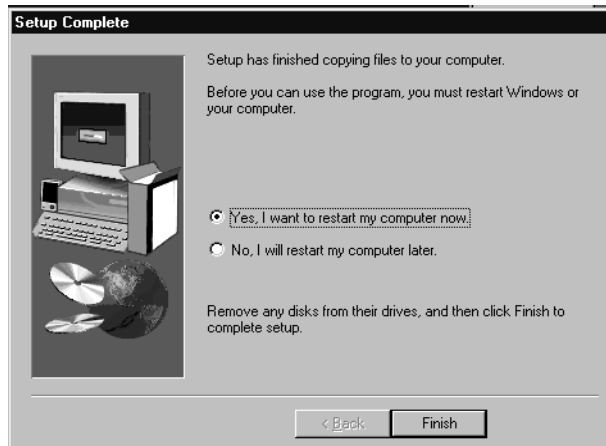 Setup Complete
Setup has finished copying files to your computer.
Before you can use the program, you must restart Windows or
your computer.
Yes, I want to restart my computer now.
No, I will restart my computer later.
Remove any disks from their drives, and then click Finish to
complete setup.
< Back
Finish